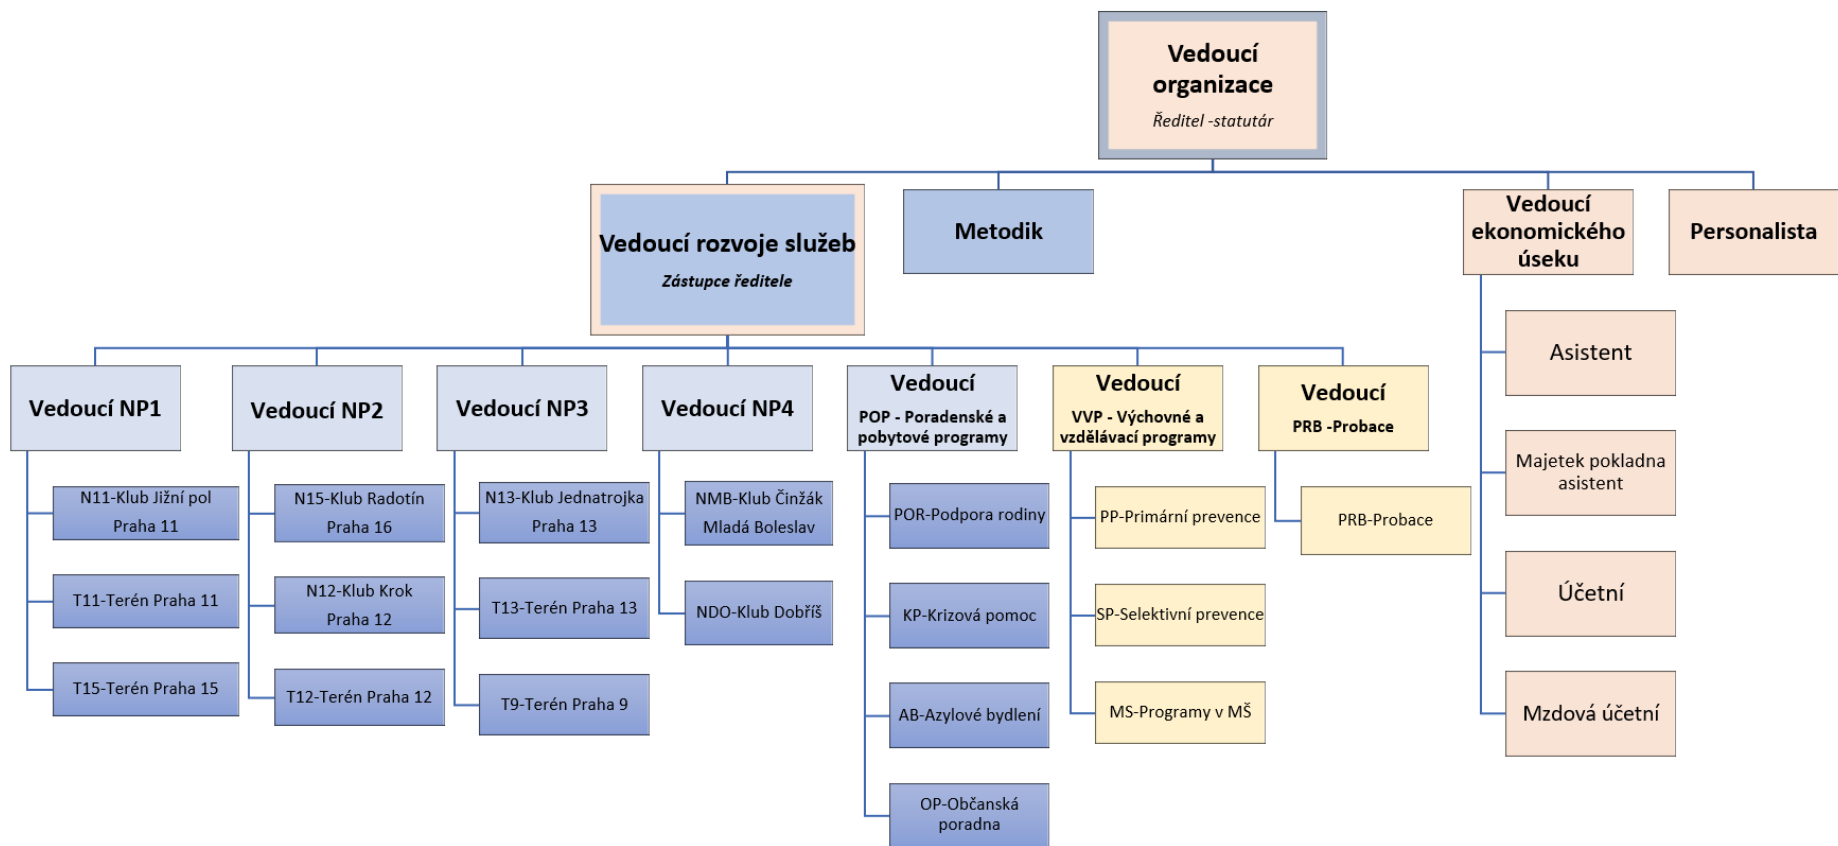 Vedoucí
organizace
Ředitel -statutár
Vedoucí rozvoje služeb
Zástupce ředitele
Metodik
Vedoucí
ekonomického
úseku
Personalista
Vedoucí NP1
Vedoucí NP2
Vedoucí NP3
Vedoucí NP4
Vedoucí
POP - Poradenské a
pobytové programy
Vedoucí
VVP - Výchovné a
vzdělávací programy
Vedoucí
PRB -Probace
N11-Klub Jižní pol
Praha 11
T11-Terén Praha 11
T15-Terén Praha 15
N15-Klub Radotín
Praha 16
N12-Klub Krok
Praha 12
T12-Terén Praha 12
N13-Klub Jednatrojka
Praha 13
T13-Terén Praha 13
T9-Terén Praha 9
NMB-Klub Činžák
Mladá Boleslav
NDO-Klub Dobříš
POR-Podpora rodiny
KP-Krizová pomoc
AB-Azylové bydlení
OP-Občanská
poradna
PP-Primární prevence
SP-Selektivní prevence
MS-Programy v MŠ
PRB-Probace
Asistent
Majetek pokladna
asistent
Účetní
Mzdová účetní